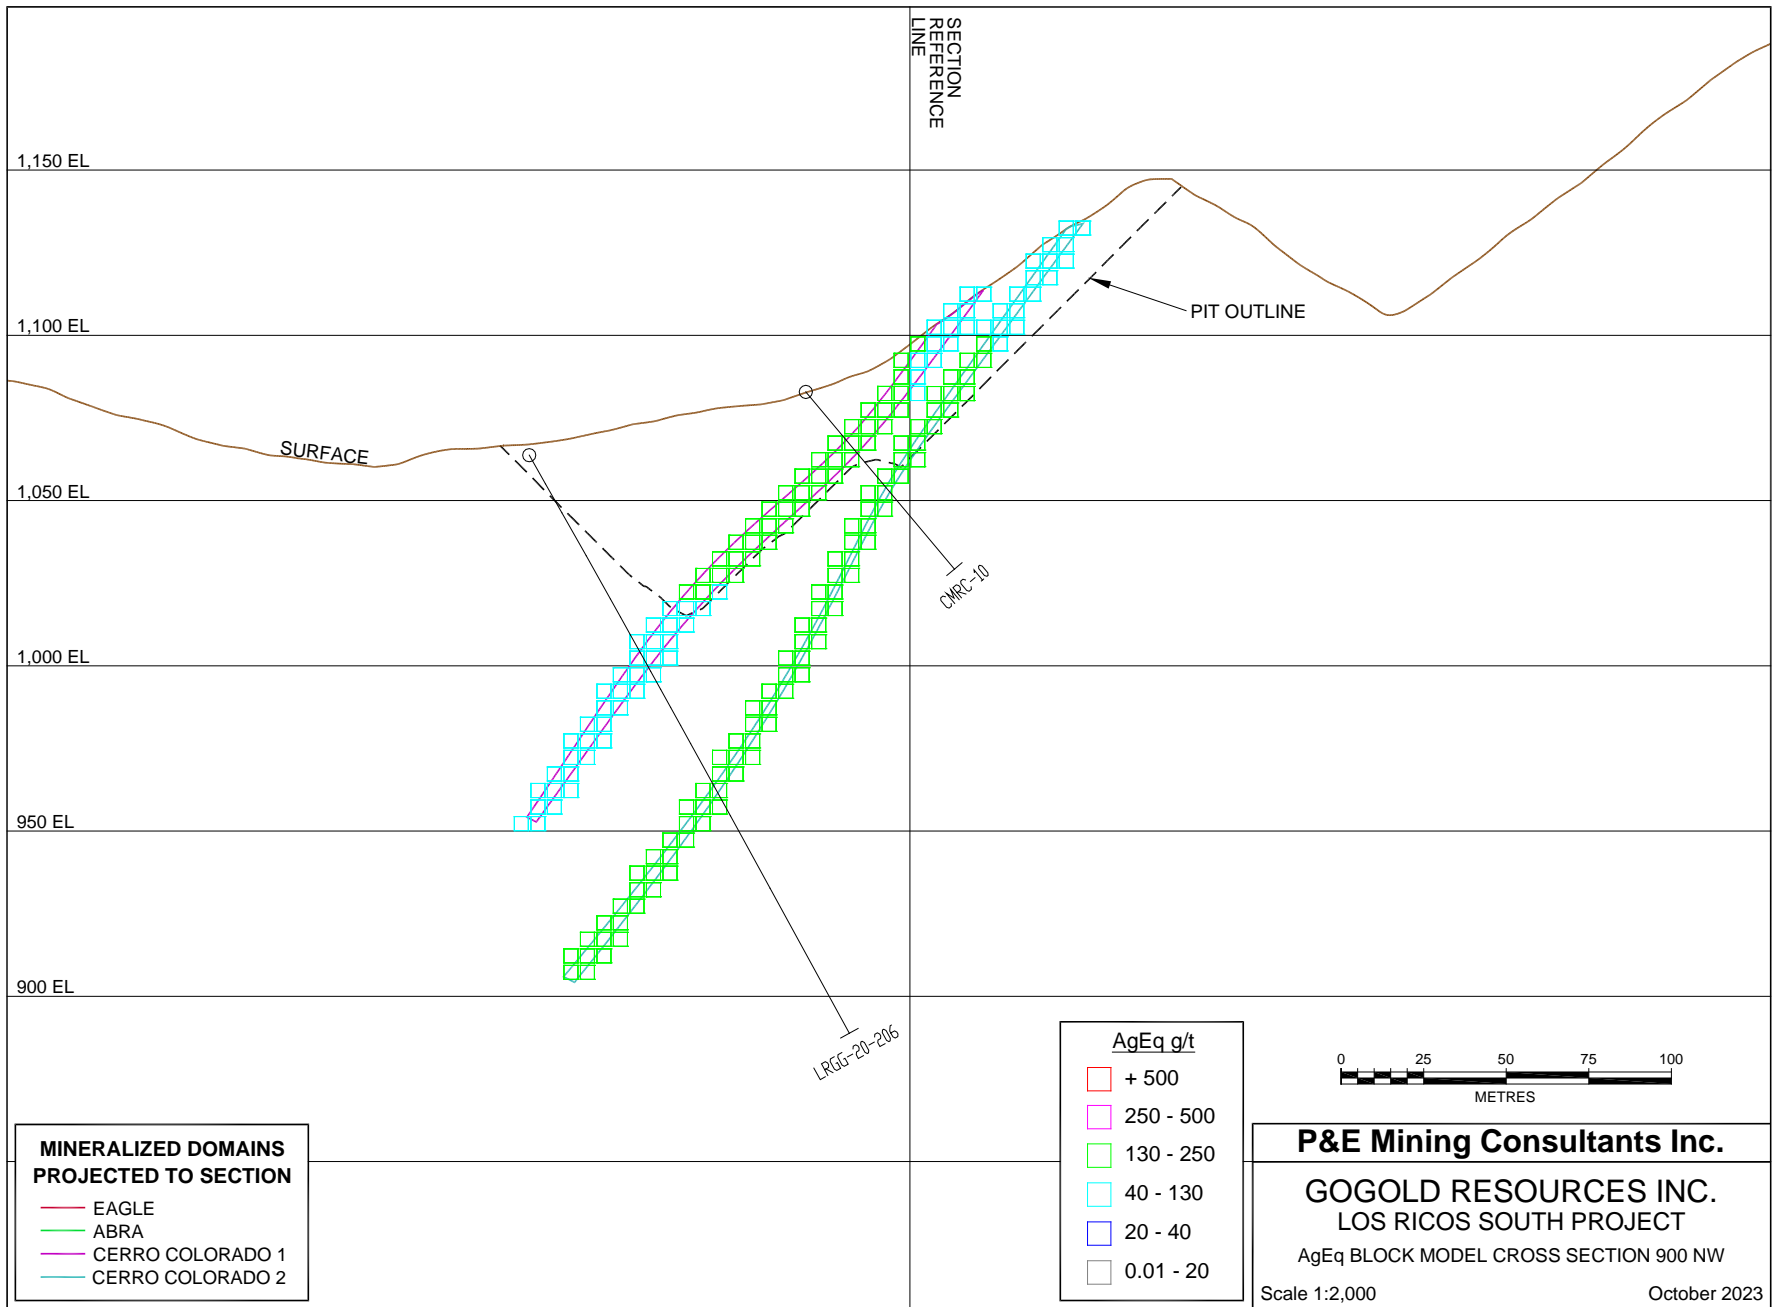 SECTION
REFERENCE
LINE
1,150 EL
1,100 EL
PIT OUTLINE
SURFACE
1,050 EL
CMRC-10
1,000 EL
950 EL
900 EL
LRGG-20-206
AgEq g/t
+ 500
250 - 500
130 - 250
40 - 130
20 - 40
0.01 - 20
0 25 50 75 100
METRES
MINERALIZED DOMAINS
PROJECTED TO SECTION
EAGLE
ABRA
CERRO COLORADO 1
CERRO COLORADO 2
P&E Mining Consultants Inc.
GOGOLD RESOURCES INC.
LOS RICOS SOUTH PROJECT
AgEq BLOCK MODEL CROSS SECTION 900 NW
Scale 1:2,000 October 2023